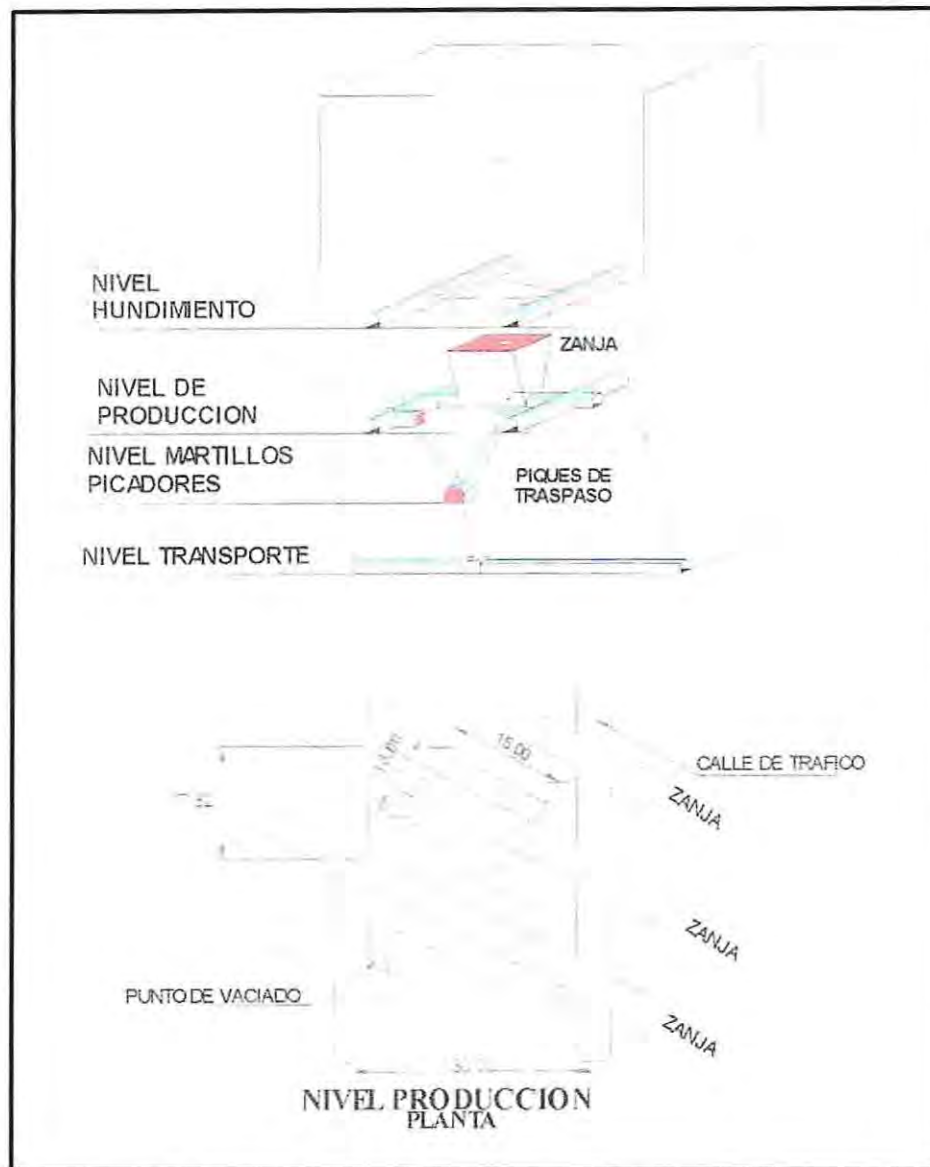 NIVEL
HUNDIMIENTO
ZANJA
NIVEL DE
PRODUCCION
NIVEL MARTILLOS
PICADORES
PIQUES DE
TRASPASO
NIVEL TRANSPORTE
15.00
CALLE DE TRAFICO
ZANJA
ZANJA
PUNTO DE VACIADO
ZANJA
NIVEL PRODUCCION
PLANTA